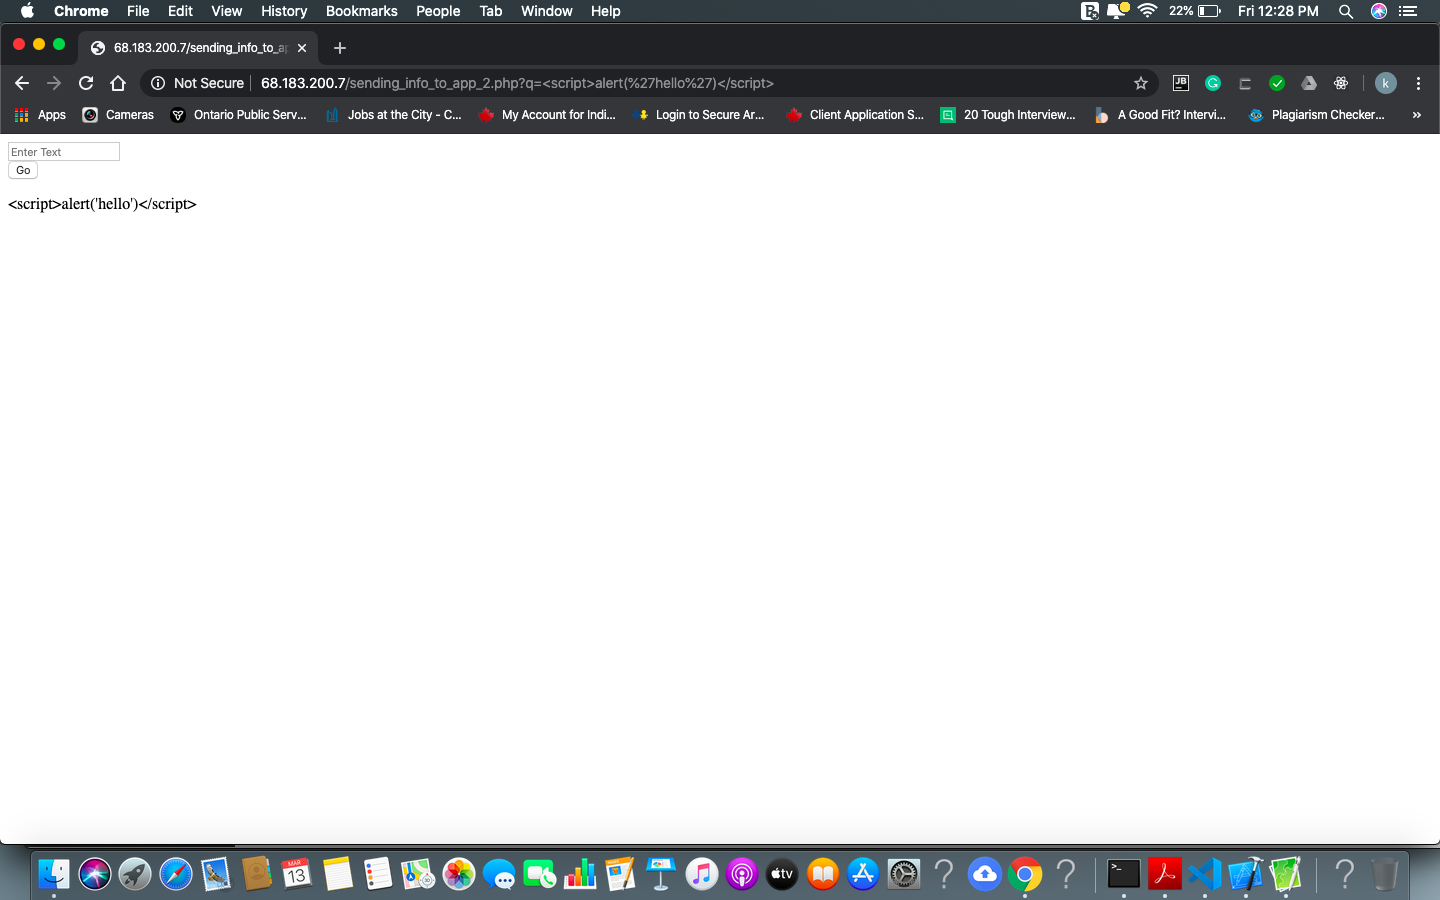 Chrome File Edit View History Bookmarks People Tab Window Help 22% Fri 12:28 PM
68.183.200.7/sending_info_to_ap
Not Secure 68.183.200.7/sending_info_to_app_2.php?q=<script>alert(%27hello%27)</script> JB k
Apps Cameras Ontario Public Serv... Jobs at the City - C... My Account for Indi... Login to Secure Ar... Client Application S... 20 Tough Interview... A Good Fit? Intervi... Plagiarism Checker... »
Enter Text
Go
<script>alert('hello')</script>
MAR
13
tv